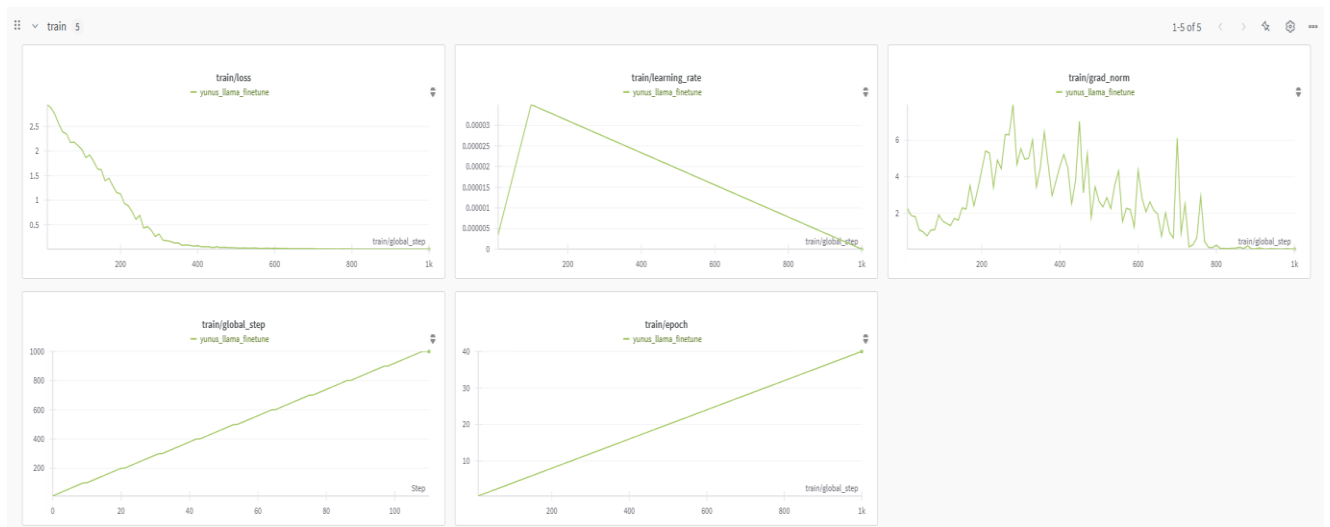 train 5
1-5 of 5
train/loss
yunus_llama_finetune
2.5
2
1.5
1
0.5
train/global_step
200
400
600
800
1k
train/learning_rate
yunus_llama_finetune
0.00003
0.000025
0.00002
0.000015
0.00001
0.000005
0
train/global_step
200
400
600
800
1k
train/grad_norm
yunus_llama_finetune
6
4
2
train/global_step
200
400
600
800
1k
train/global_step
yunus_llama_finetune
1000
800
600
400
200
Step
0
20
40
60
80
100
train/epoch
yunus_llama_finetune
40
30
20
10
train/global_step
200
400
600
800
1k